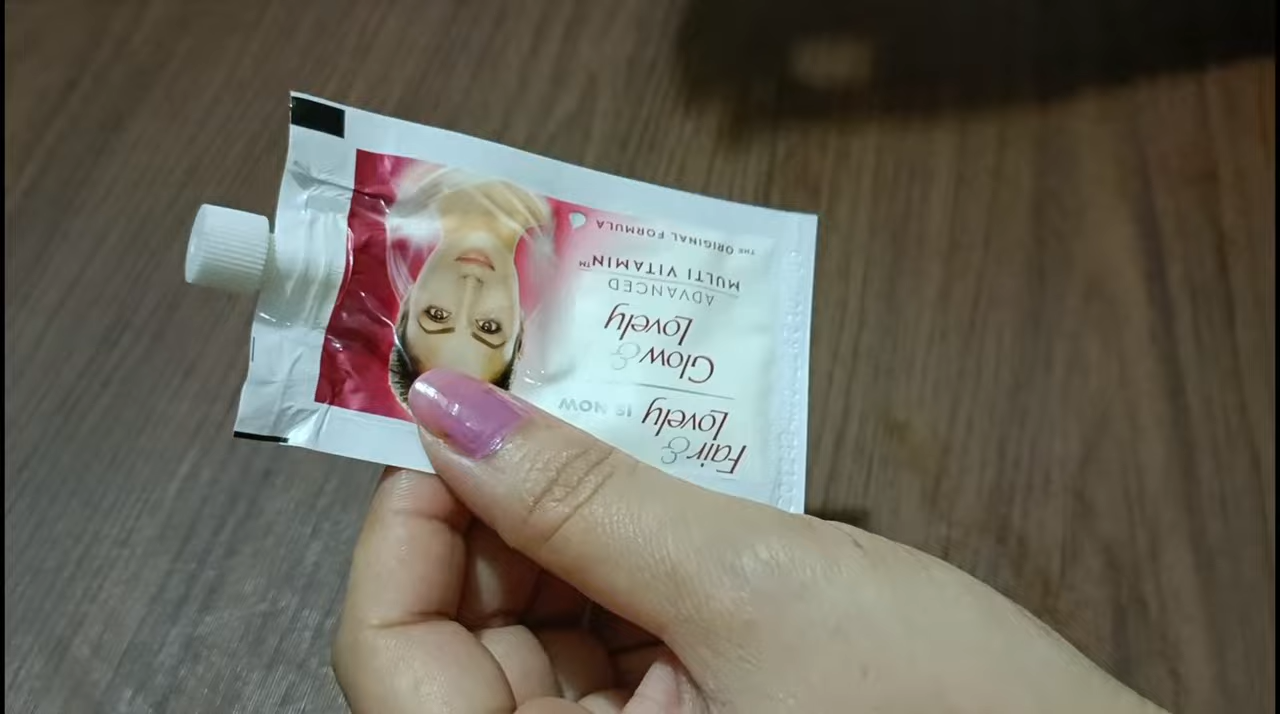 Fair &
Lovely IS NOW
Glow &
Lovely
ADVANCED
MULTI VITAMIN™
THE ORIGINAL FORMULA